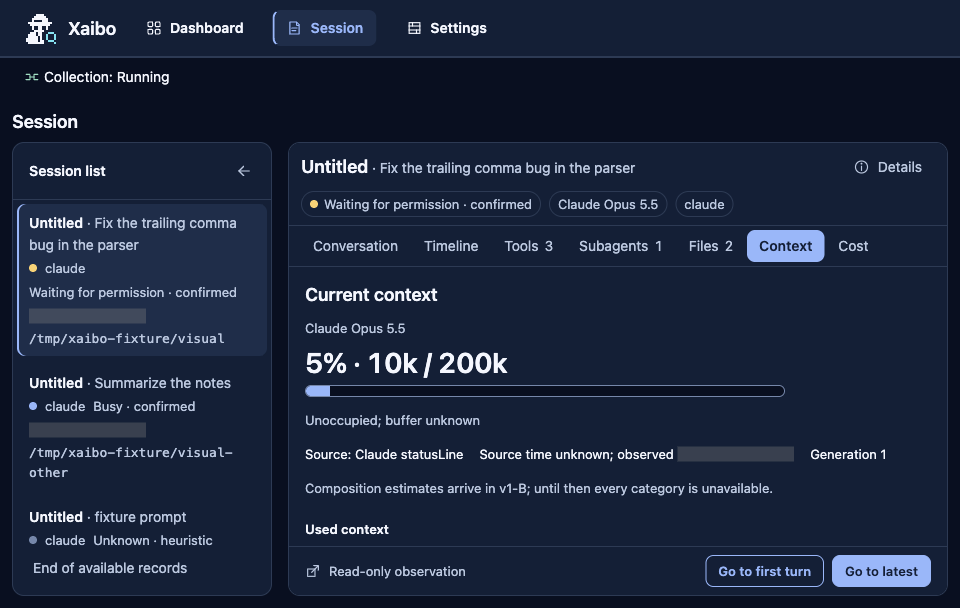 Xaibo
Dashboard
Session
Settings
Collection: Running
Session
Session list
Untitled · Fix the trailing comma
bug in the parser
claude
Waiting for permission · confirmed
/tmp/xaibo-fixture/visual
Untitled · Summarize the notes
claude Busy · confirmed
/tmp/xaibo-fixture/visual-
other
Untitled · fixture prompt
claude Unknown · heuristic
End of available records
Untitled · Fix the trailing comma bug in the parser
Details
Waiting for permission · confirmed
Claude Opus 5.5
claude
Conversation
Timeline
Tools 3
Subagents 1
Files 2
Context
Cost
Current context
Claude Opus 5.5
5% · 10k / 200k
Unoccupied; buffer unknown
Source: Claude statusLine Source time unknown; observed Generation 1
Composition estimates arrive in v1-B; until then every category is unavailable.
Used context
Read-only observation
Go to first turn
Go to latest